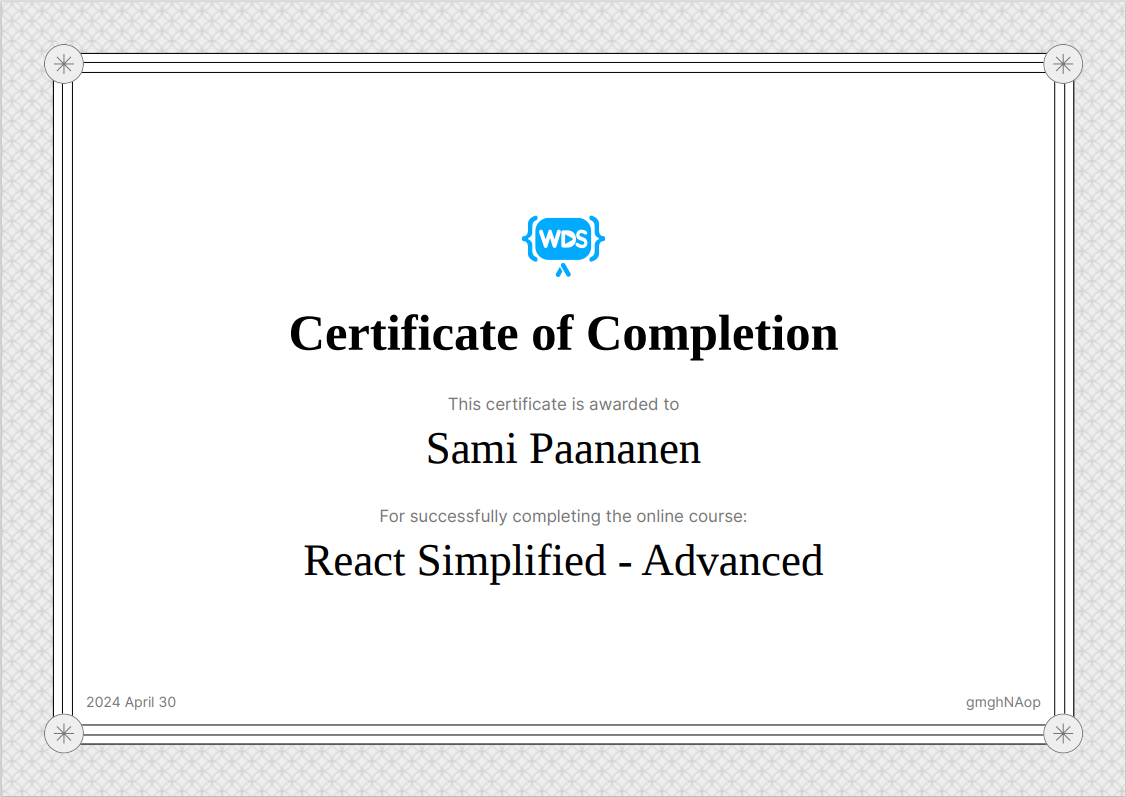 WDS
Certificate of Completion
This certificate is awarded to
Sami Paananen
For successfully completing the online course:
React Simplified - Advanced
2024 April 30
gmghNAop